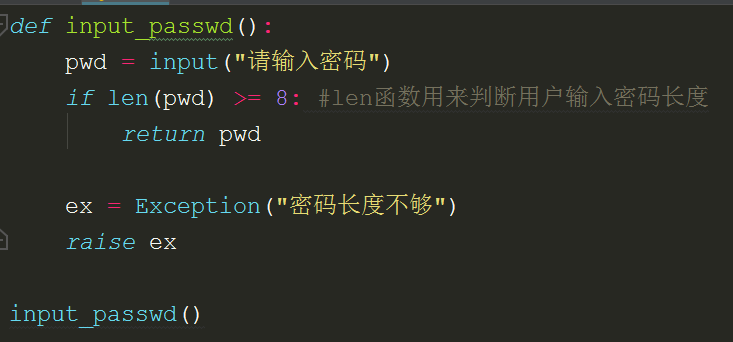 def input_passwd():
    pwd = input("请输入密码")
    if len(pwd) >= 8: #len函数用来判断用户输入密码长度
        return pwd
    ex = Exception("密码长度不够")
    raise ex
input_passwd()